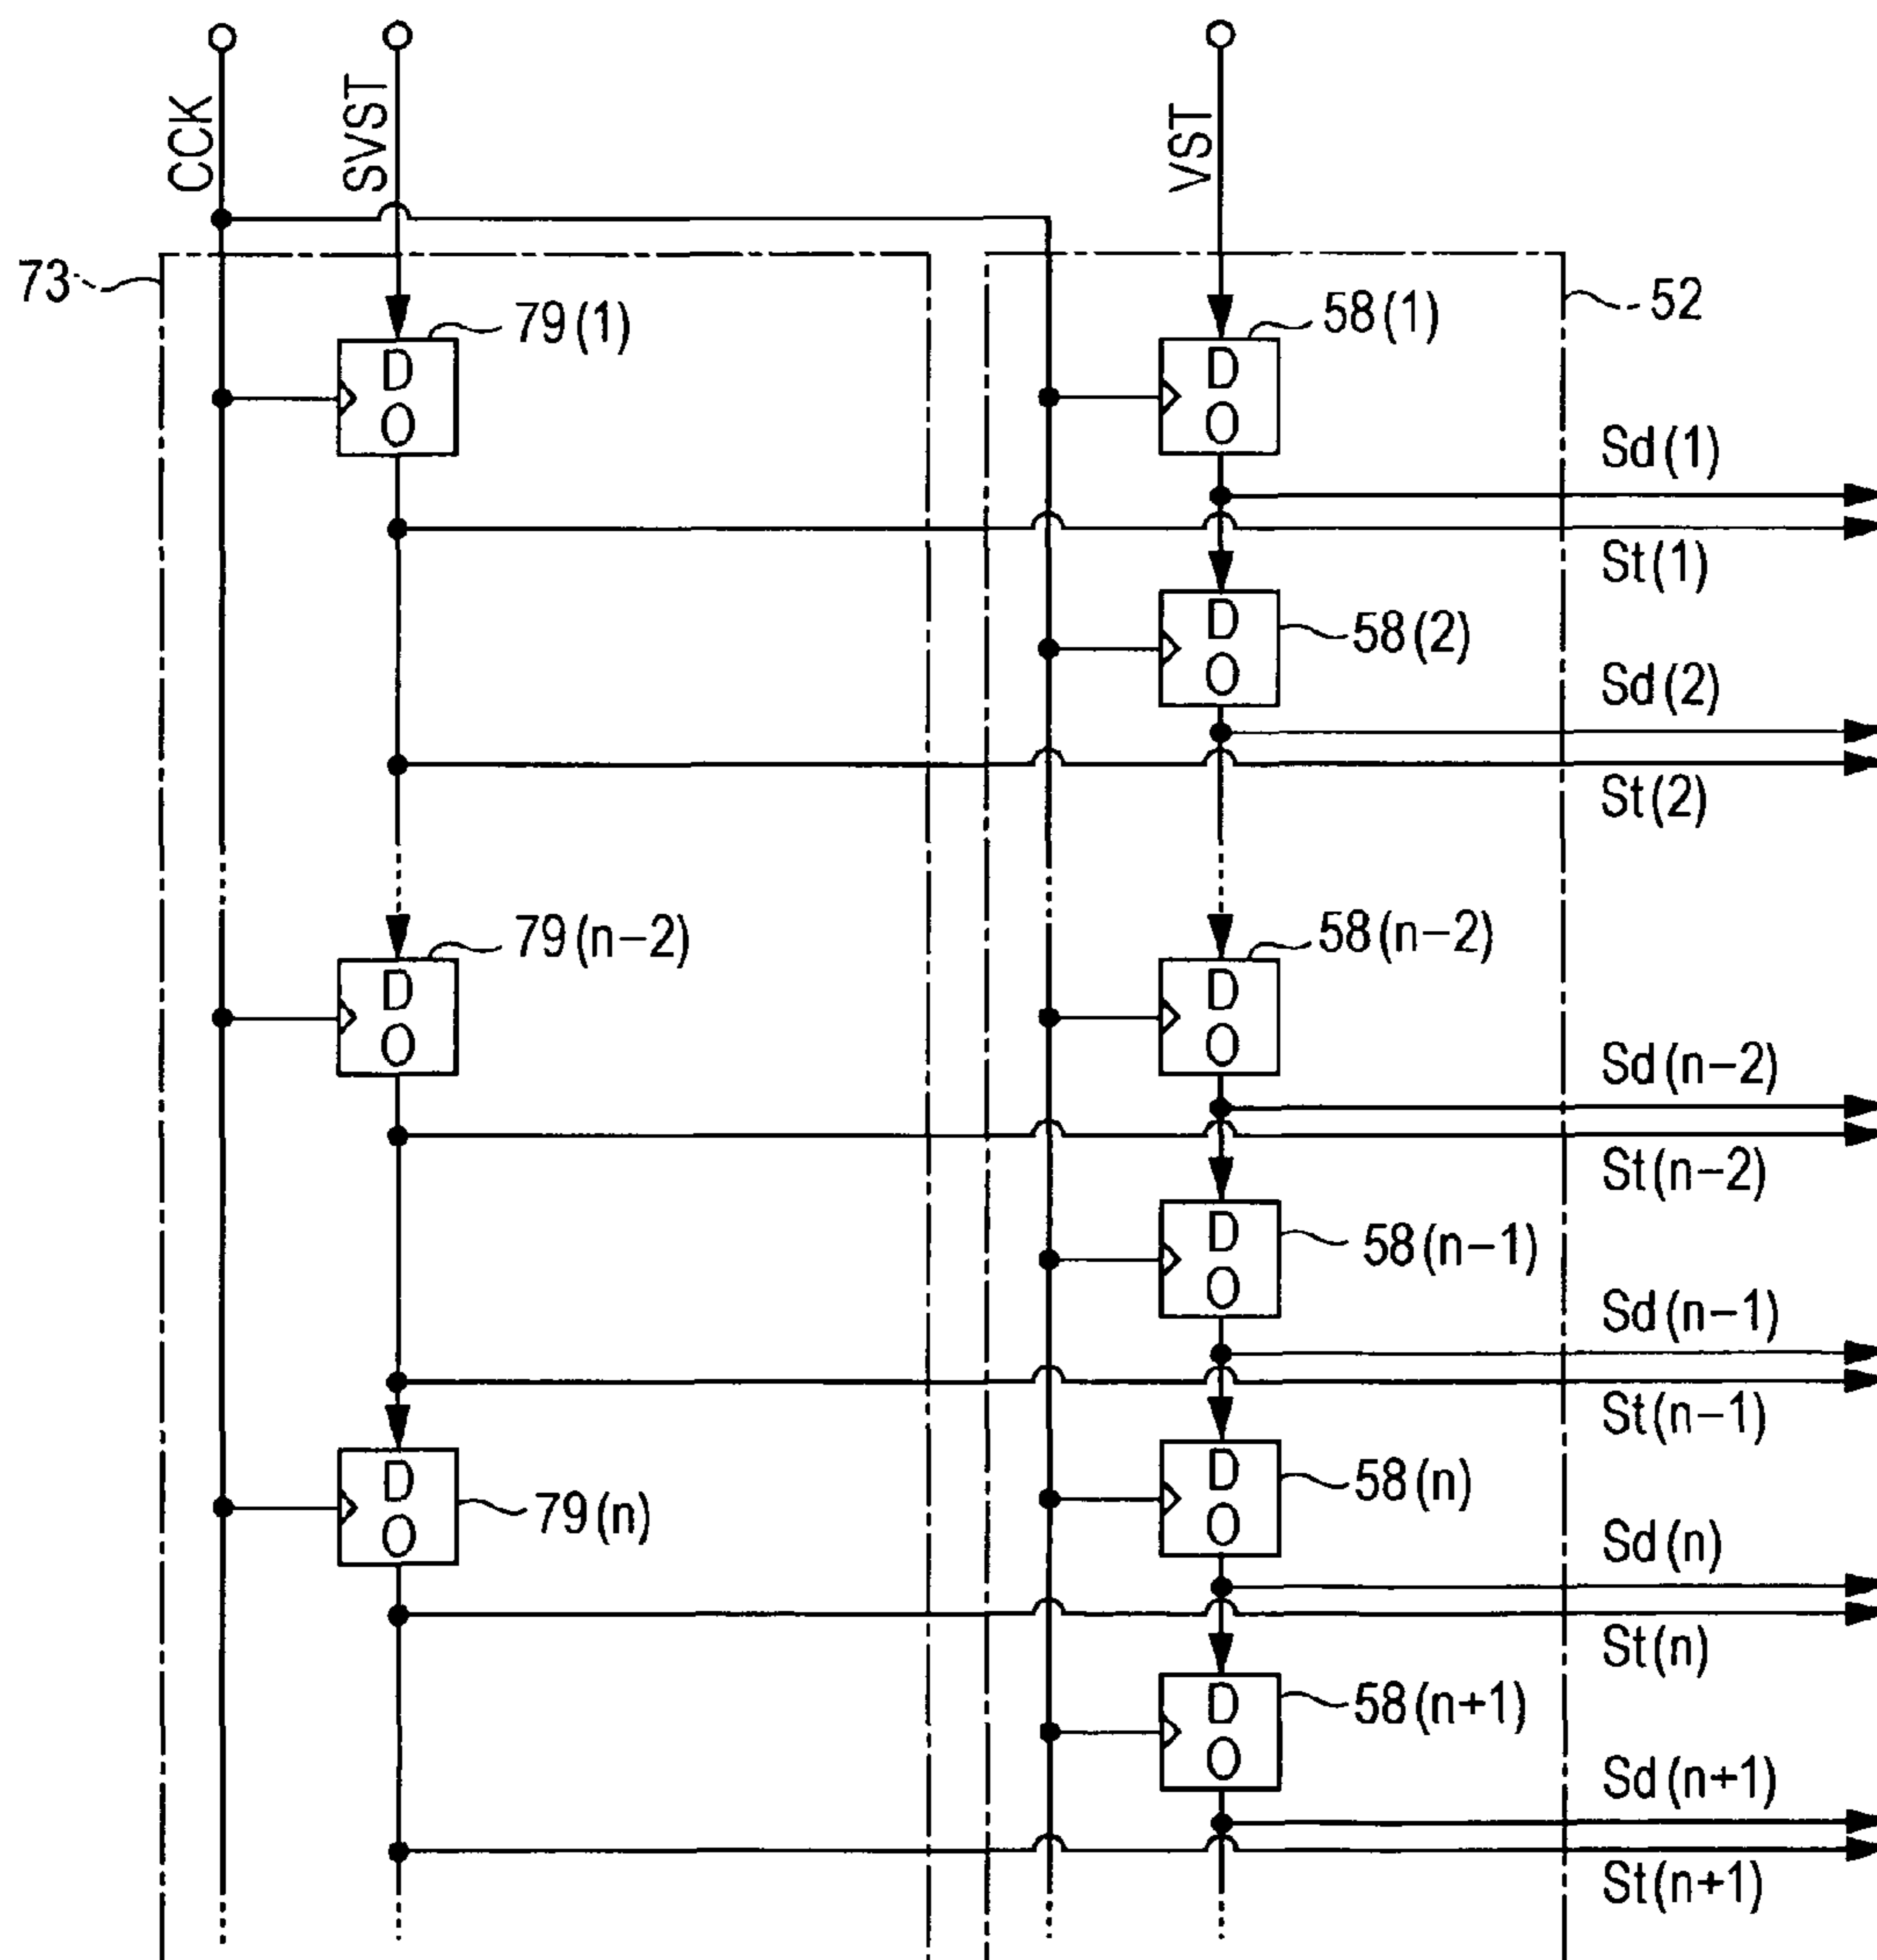 CCK
SVST
VST
73
52
79(1)
58(1)
D
O
D
O
Sd(1)
St(1)
58(2)
D
O
Sd(2)
St(2)
79(n-2)
58(n-2)
D
O
D
O
Sd(n-2)
St(n-2)
58(n-1)
D
O
Sd(n-1)
St(n-1)
79(n)
58(n)
D
O
D
O
Sd(n)
St(n)
58(n+1)
D
O
Sd(n+1)
St(n+1)